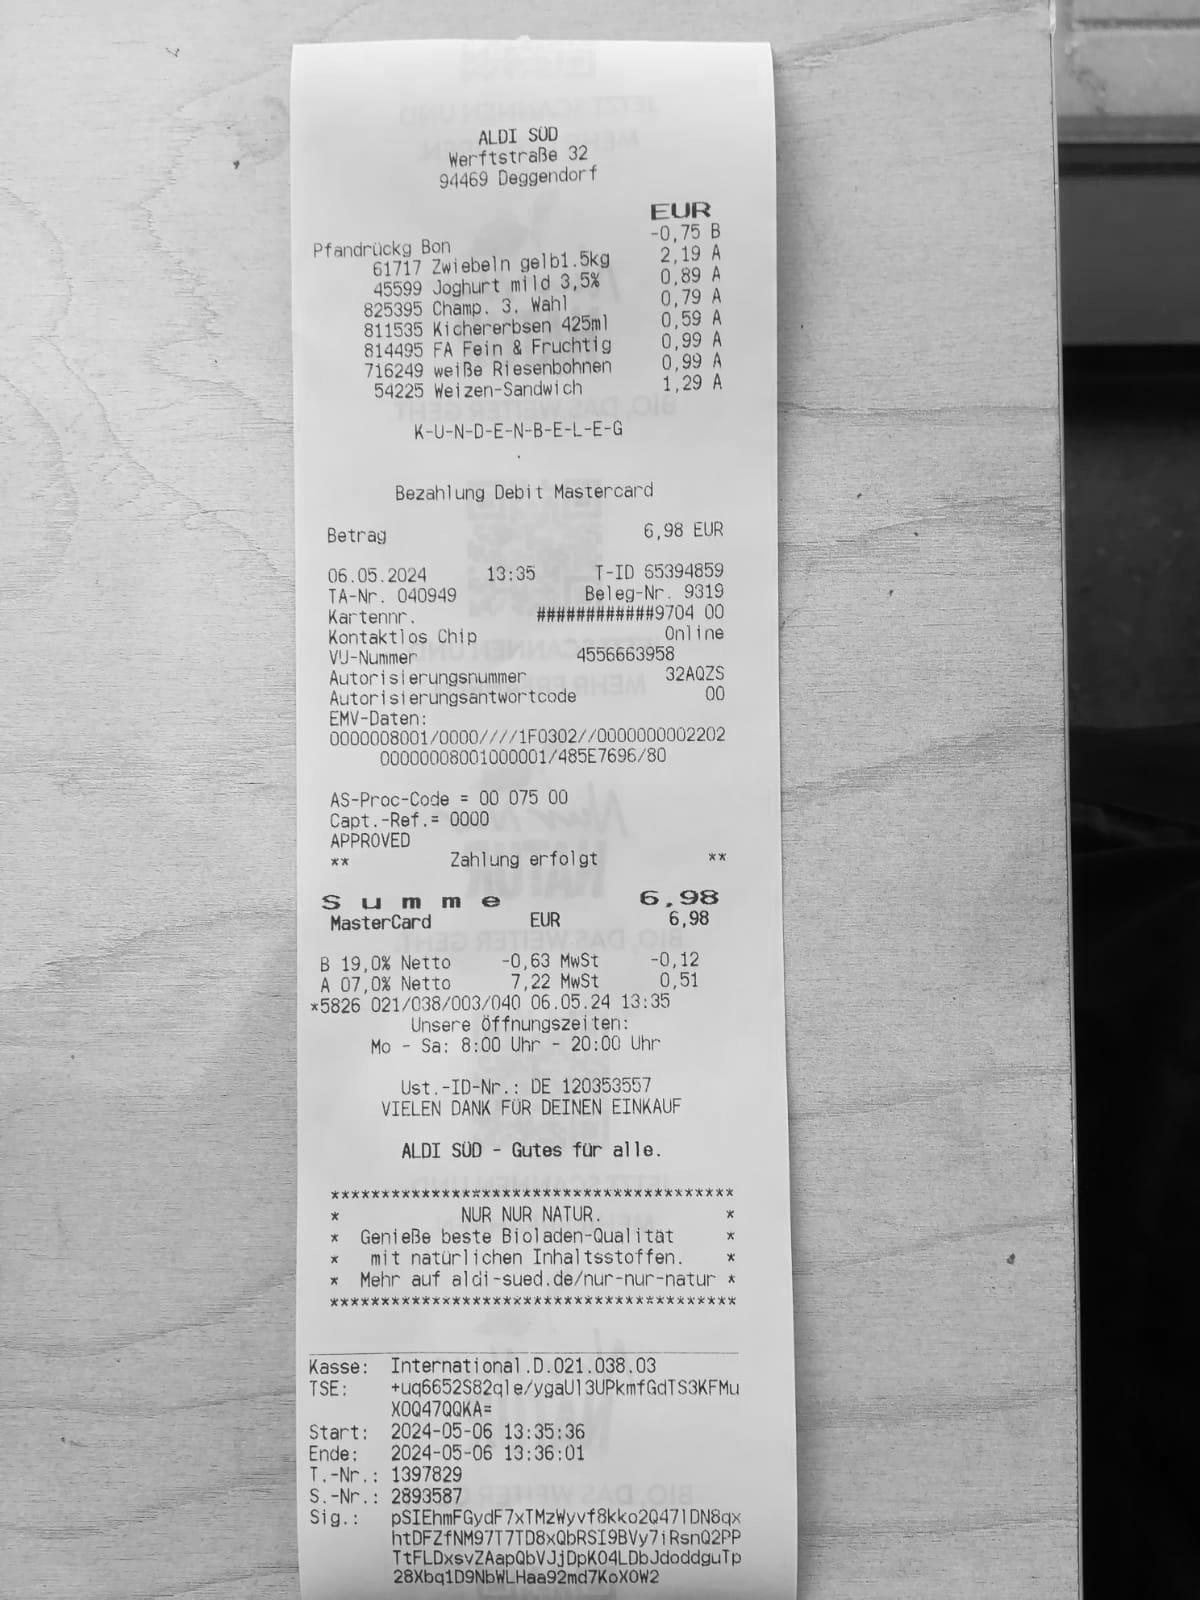 ALDI SÜD
Werftstraße 32
94469 Deggendorf
EUR
Pfandrückg Bon -0,75 B
61717 Zwiebeln gelb1.5kg 2,19 A
45599 Joghurt mild 3,5% 0,89 A
825395 Champ. 3. Wahl 0,79 A
811535 Kichererbsen 425ml 0,59 A
814495 FA Fein & Fruchtig 0,99 A
716249 weiße Riesenbohnen 0,99 A
54225 Weizen-Sandwich 1,29 A
K-U-N-D-E-N-B-E-L-E-G
Bezahlung Debit Mastercard
Betrag 6,98 EUR
06.05.2024 13:35 T-ID 65394859
TA-Nr. 040949 Beleg-Nr. 9319
Kartennr. ############9704 00
Kontaktlos Chip Online
VU-Nummer 4556663958
Autorisierungsnummer 32AQZS
Autorisierungsantwortcode 00
EMV-Daten:
0000008001/0000////1F0302//0000000002202
00000008001000001/485E7696/80
AS-Proc-Code = 00 075 00
Capt.-Ref.= 0000
APPROVED
** Zahlung erfolgt **
Summe 6,98
MasterCard EUR 6,98
B 19,0% Netto -0,63 MwSt -0,12
A 07,0% Netto 7,22 MwSt 0,51
*5826 021/038/003/040 06.05.24 13:35
Unsere Öffnungszeiten:
Mo - Sa: 8:00 Uhr - 20:00 Uhr
Ust.-ID-Nr.: DE 120353557
VIELEN DANK FÜR DEINEN EINKAUF
ALDI SÜD - Gutes für alle.
****************************************
* NUR NUR NATUR. *
* Genieße beste Bioladen-Qualität *
* mit natürlichen Inhaltsstoffen. *
* Mehr auf aldi-sued.de/nur-nur-natur *
****************************************
Kasse: International.D.021.038.03
TSE: +uq6652S82qle/ygaUl3UPkmfGdTS3KFMu
XOQ47QQKA=
Start: 2024-05-06 13:35:36
Ende: 2024-05-06 13:36:01
T.-Nr.: 1397829
S.-Nr.: 2893587
Sig.: pSIEhmFGydF7xTMzWyvf8kko2Q47lDN8qx
htDFZfNM97T7TD8xQbRSI9BVy7iRsnQ2PP
TtFLDxsvZAapQbVJjDpK04LDbJdoddguTp
28Xbq1D9NbWLHaa92md7KoXOW2